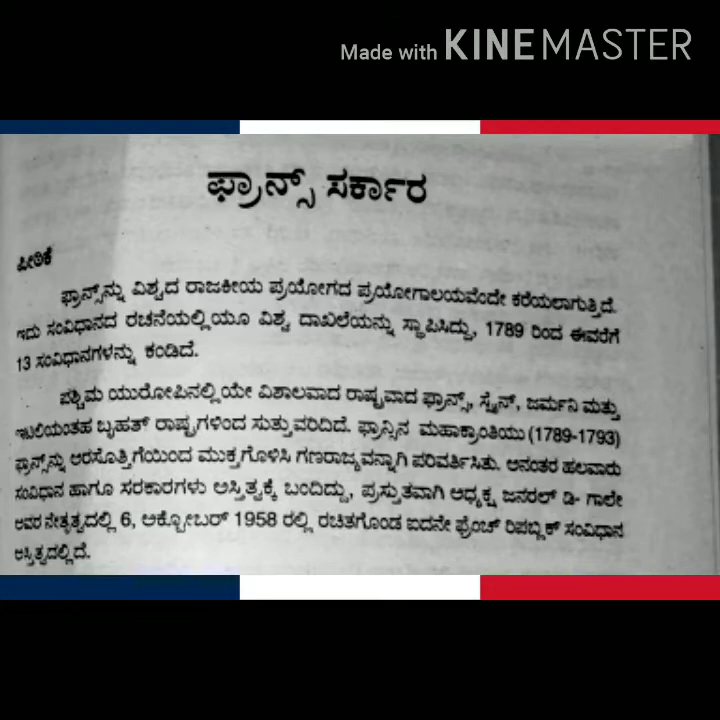 Made with KINEMASTER
ಫ್ರಾನ್ಸ್ ಸರ್ಕಾರ
ಪೀಠಿಕೆ
ಫ್ರಾನ್ಸ್‌ನ್ನು ವಿಶ್ವದ ರಾಜಕೀಯ ಪ್ರಯೋಗದ ಪ್ರಯೋಗಾಲಯವೆಂದೇ ಕರೆಯಲಾಗುತ್ತಿದೆ.
ಇದು ಸಂವಿಧಾನದ ರಚನೆಯಲ್ಲಿಯೂ ವಿಶ್ವ ದಾಖಲೆಯನ್ನು ಸ್ಥಾಪಿಸಿದ್ದು, 1789 ರಿಂದ ಈವರೆಗೆ
13 ಸಂವಿಧಾನಗಳನ್ನು ಕಂಡಿದೆ.
ಪಶ್ಚಿಮ ಯುರೋಪಿನಲ್ಲಿಯೇ ವಿಶಾಲವಾದ ರಾಷ್ಟ್ರವಾದ ಫ್ರಾನ್ಸ್, ಸ್ಪೈನ್, ಜರ್ಮನಿ ಮತ್ತು
ಇಟಲಿಯಂತಹ ಬೃಹತ್ ರಾಷ್ಟ್ರಗಳಿಂದ ಸುತ್ತುವರಿದಿದೆ. ಫ್ರಾನ್ಸಿನ ಮಹಾಕ್ರಾಂತಿಯು (1789-1793)
ಫ್ರಾನ್ಸ್‌ನ್ನು ಅರಸೊತ್ತಿಗೆಯಿಂದ ಮುಕ್ತಗೊಳಿಸಿ ಗಣರಾಜ್ಯವನ್ನಾಗಿ ಪರಿವರ್ತಿಸಿತು. ಅನಂತರ ಹಲವಾರು
ಸಂವಿಧಾನ ಹಾಗೂ ಸರಕಾರಗಳು ಅಸ್ತಿತ್ವಕ್ಕೆ ಬಂದಿದ್ದು, ಪ್ರಸ್ತುತವಾಗಿ ಅಧ್ಯಕ್ಷ ಜನರಲ್ ಡಿ- ಗಾಲೇ
ಅವರ ನೇತೃತ್ವದಲ್ಲಿ 6, ಅಕ್ಟೋಬರ್ 1958 ರಲ್ಲಿ ರಚಿತಗೊಂಡ ಐದನೇ ಫ್ರೆಂಚ್ ರಿಪಬ್ಲಿಕ್ ಸಂವಿಧಾನ
ಅಸ್ತಿತ್ವದಲ್ಲಿದೆ.